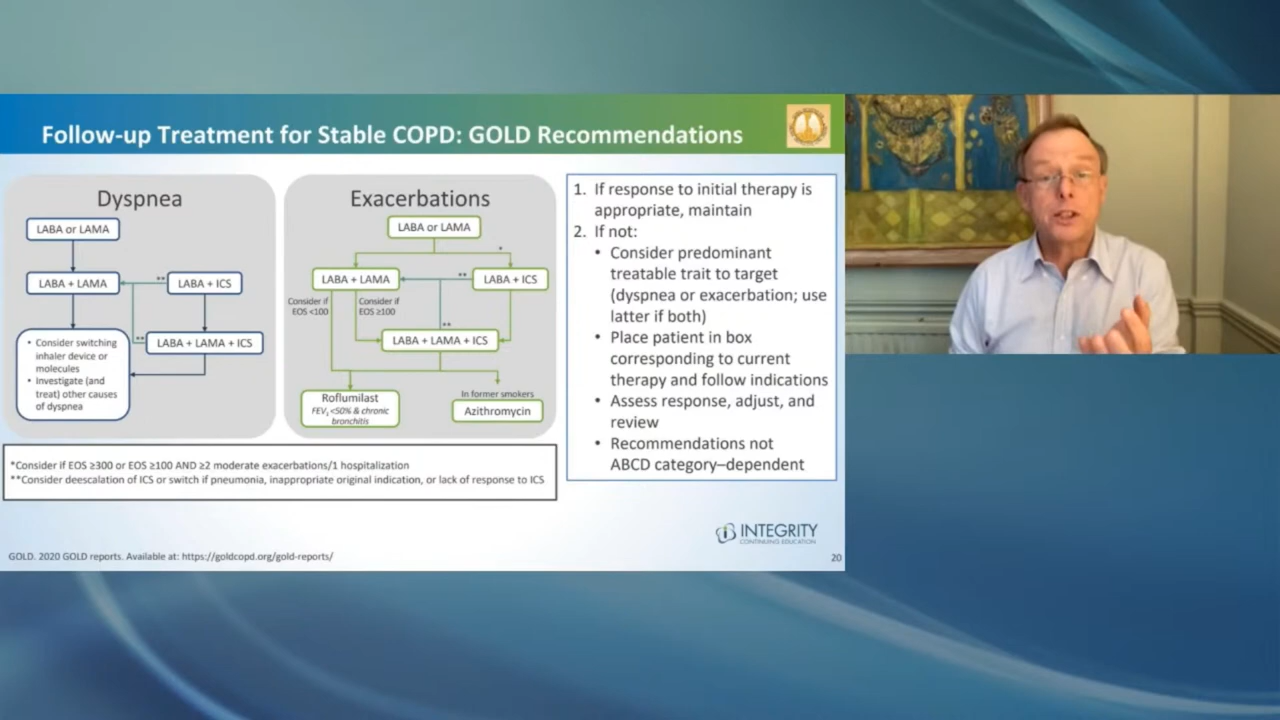 Follow-up Treatment for Stable COPD: GOLD Recommendations
Dyspnea
LABA or LAMA
LABA + LAMA
**
LABA + ICS
**
LABA + LAMA + ICS
• Consider switching
inhaler device or
molecules
• Investigate (and
treat) other causes
of dyspnea
Exacerbations
LABA or LAMA
*
LABA + LAMA
**
LABA + ICS
Consider if
EOS <100
Consider if
EOS ≥100
**
LABA + LAMA + ICS
Roflumilast
FEV₁ <50% & chronic
bronchitis
In former smokers
Azithromycin
1. If response to initial therapy is
appropriate, maintain
2. If not:
• Consider predominant
treatable trait to target
(dyspnea or exacerbation; use
latter if both)
• Place patient in box
corresponding to current
therapy and follow indications
• Assess response, adjust, and
review
• Recommendations not
ABCD category–dependent
*Consider if EOS ≥300 or EOS ≥100 AND ≥2 moderate exacerbations/1 hospitalization
**Consider deescalation of ICS or switch if pneumonia, inappropriate original indication, or lack of response to ICS
INTEGRITY
CONTINUING EDUCATION
GOLD. 2020 GOLD reports. Available at: https://goldcopd.org/gold-reports/
20